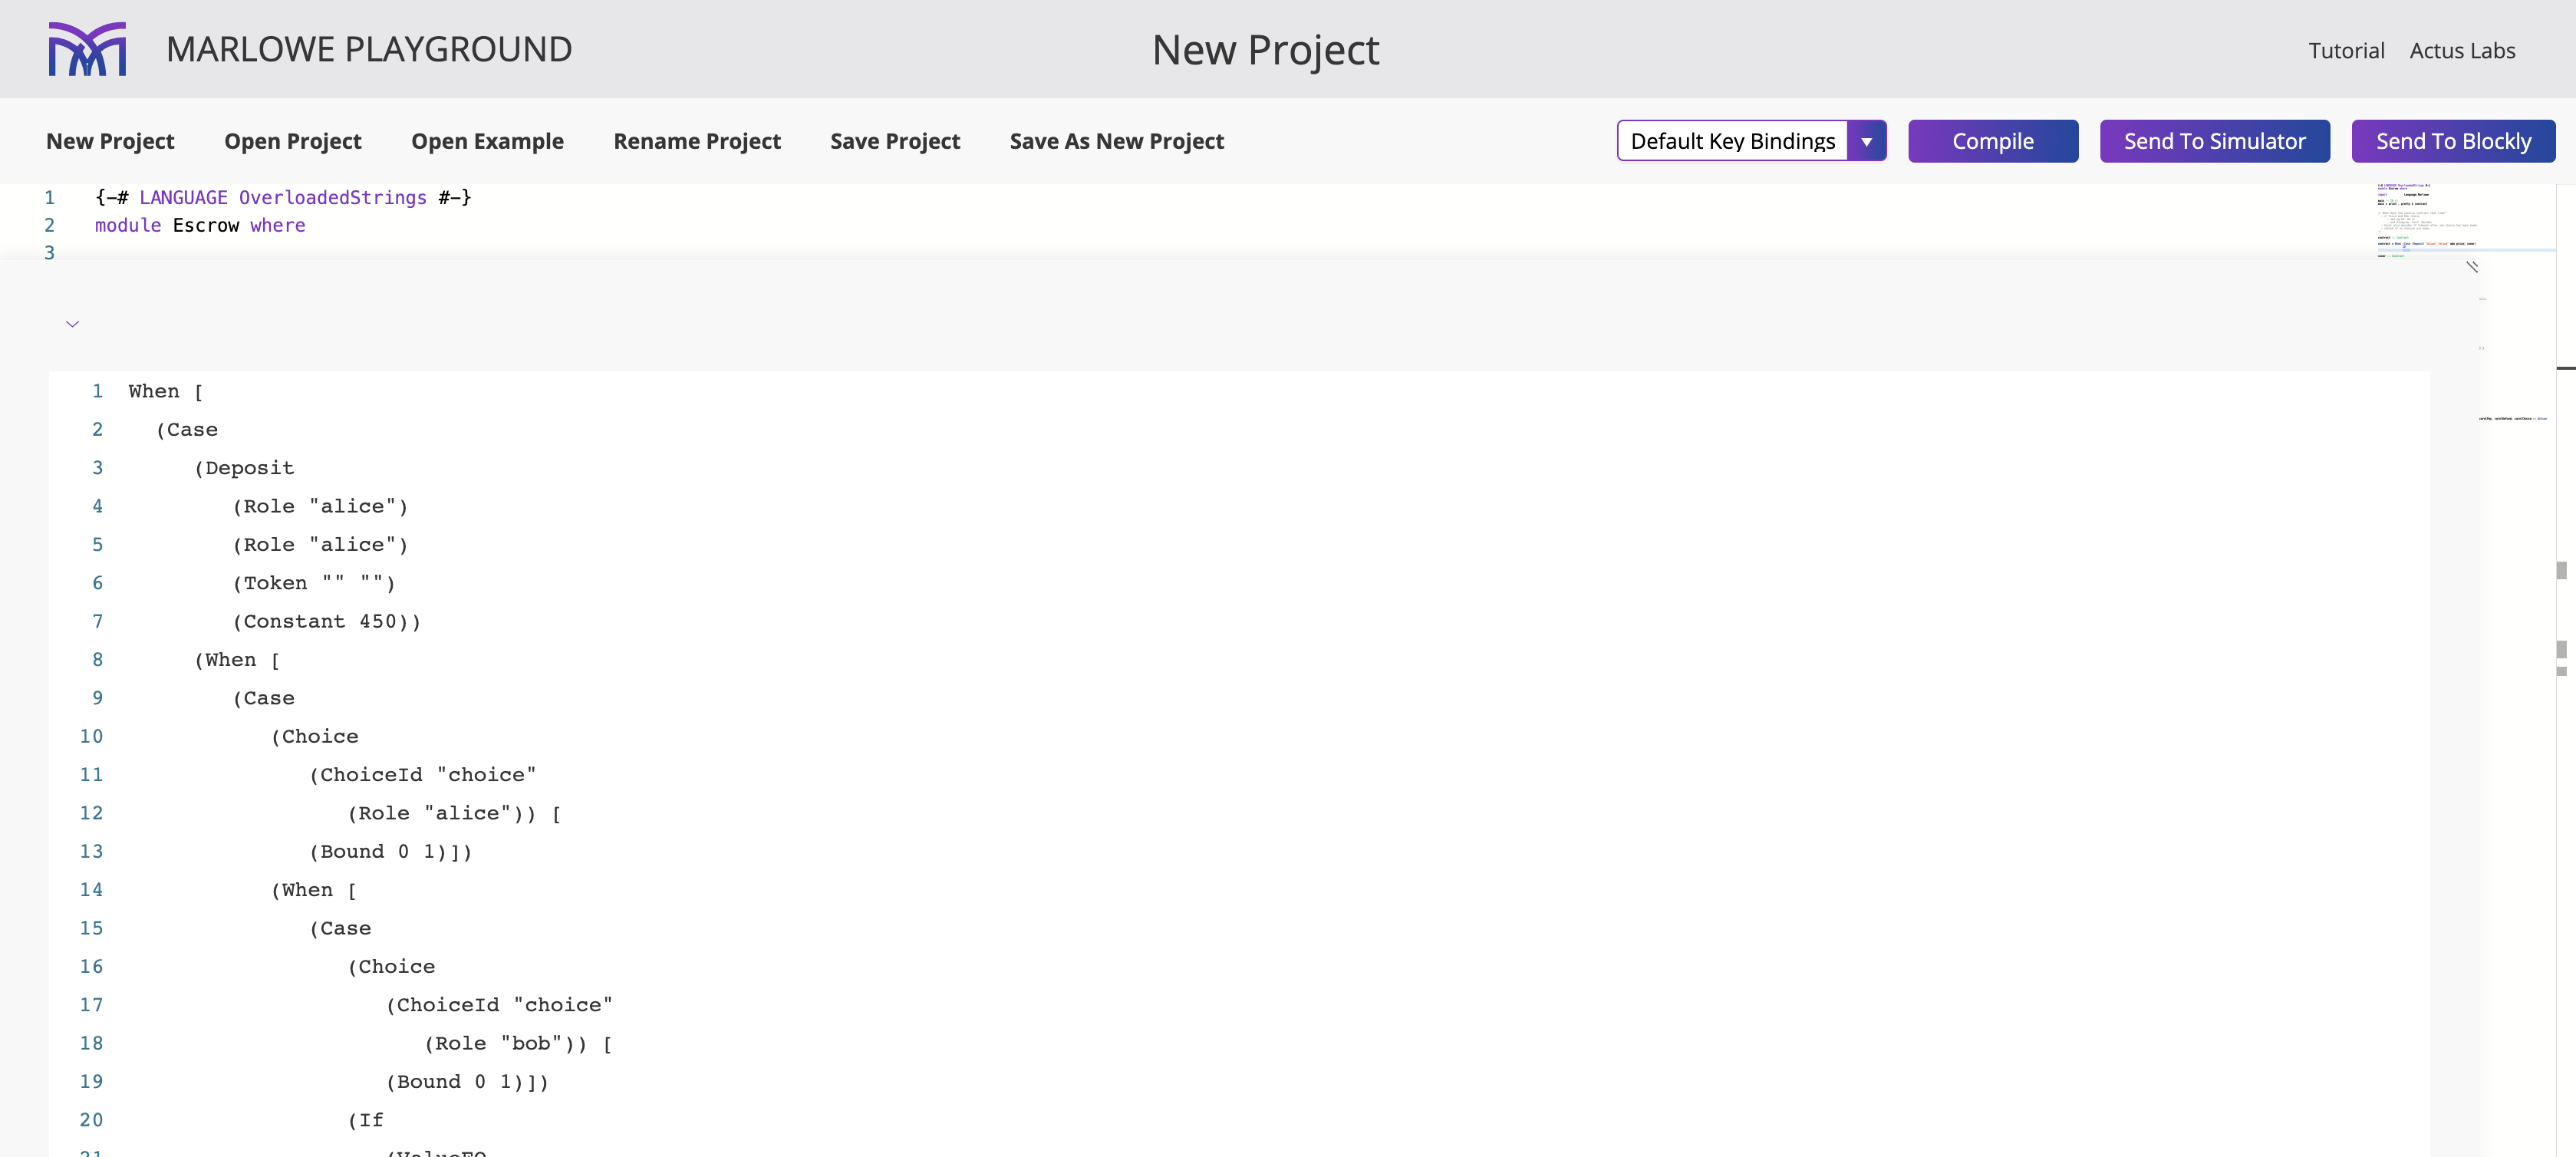 MARLOWE PLAYGROUND
New Project
Tutorial Actus Labs
New Project Open Project Open Example Rename Project Save Project Save As New Project
Default Key Bindings Compile Send To Simulator Send To Blockly
1 {-# LANGUAGE OverloadedStrings #-}
2 module Escrow where
3
1 When [
2 (Case
3 (Deposit
4 (Role "alice")
5 (Role "alice")
6 (Token "" "")
7 (Constant 450))
8 (When [
9 (Case
10 (Choice
11 (ChoiceId "choice"
12 (Role "alice")) [
13 (Bound 0 1)])
14 (When [
15 (Case
16 (Choice
17 (ChoiceId "choice"
18 (Role "bob")) [
19 (Bound 0 1)])
20 (If
21 (ValueEQ